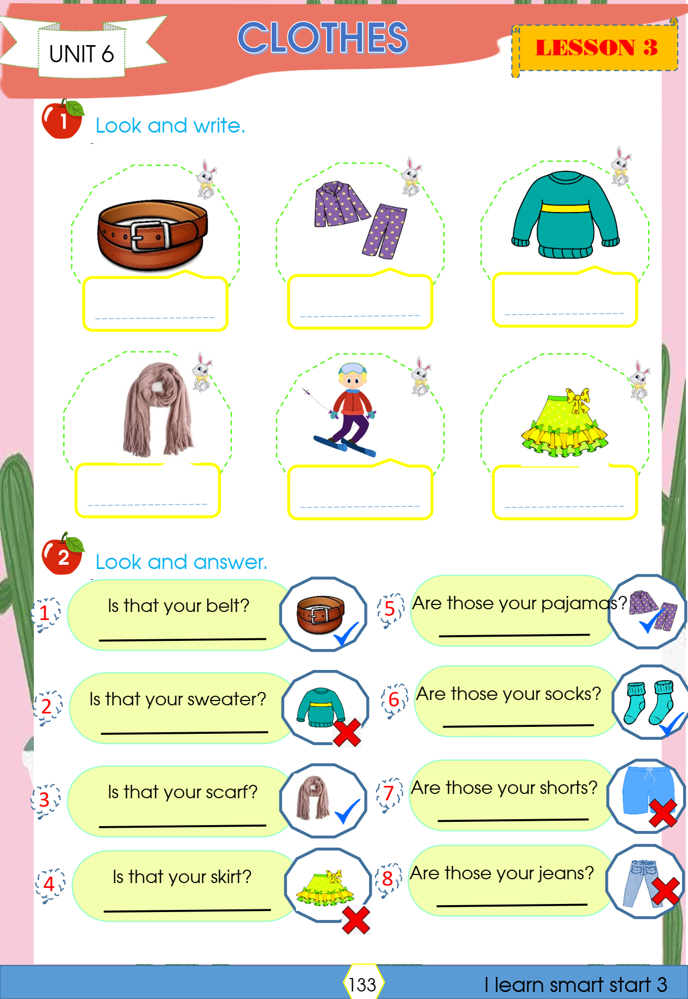 UNIT 6
CLOTHES
LESSON 3
1
Look and write.
2
Look and answer.
1
Is that your belt?
2
Is that your sweater?
3
Is that your scarf?
4
Is that your skirt?
5
Are those your pajamas?
6
Are those your socks?
7
Are those your shorts?
8
Are those your jeans?
133
I learn smart start 3